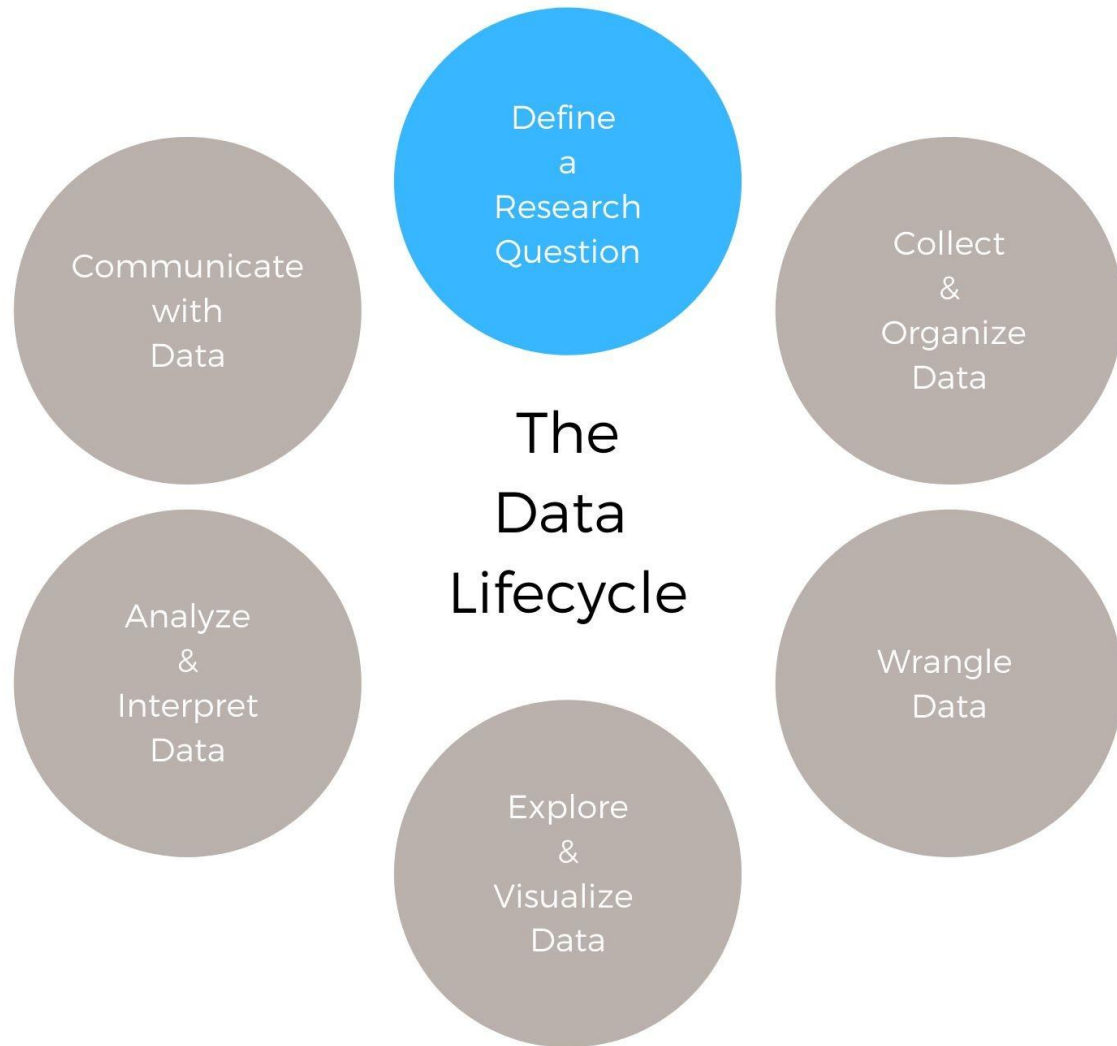 Define
a
Research
Question
Collect
&
Organize
Data
Wrangle
Data
Explore
&
Visualize
Data
Analyze
&
Interpret
Data
Communicate
with
Data
The
Data
Lifecycle